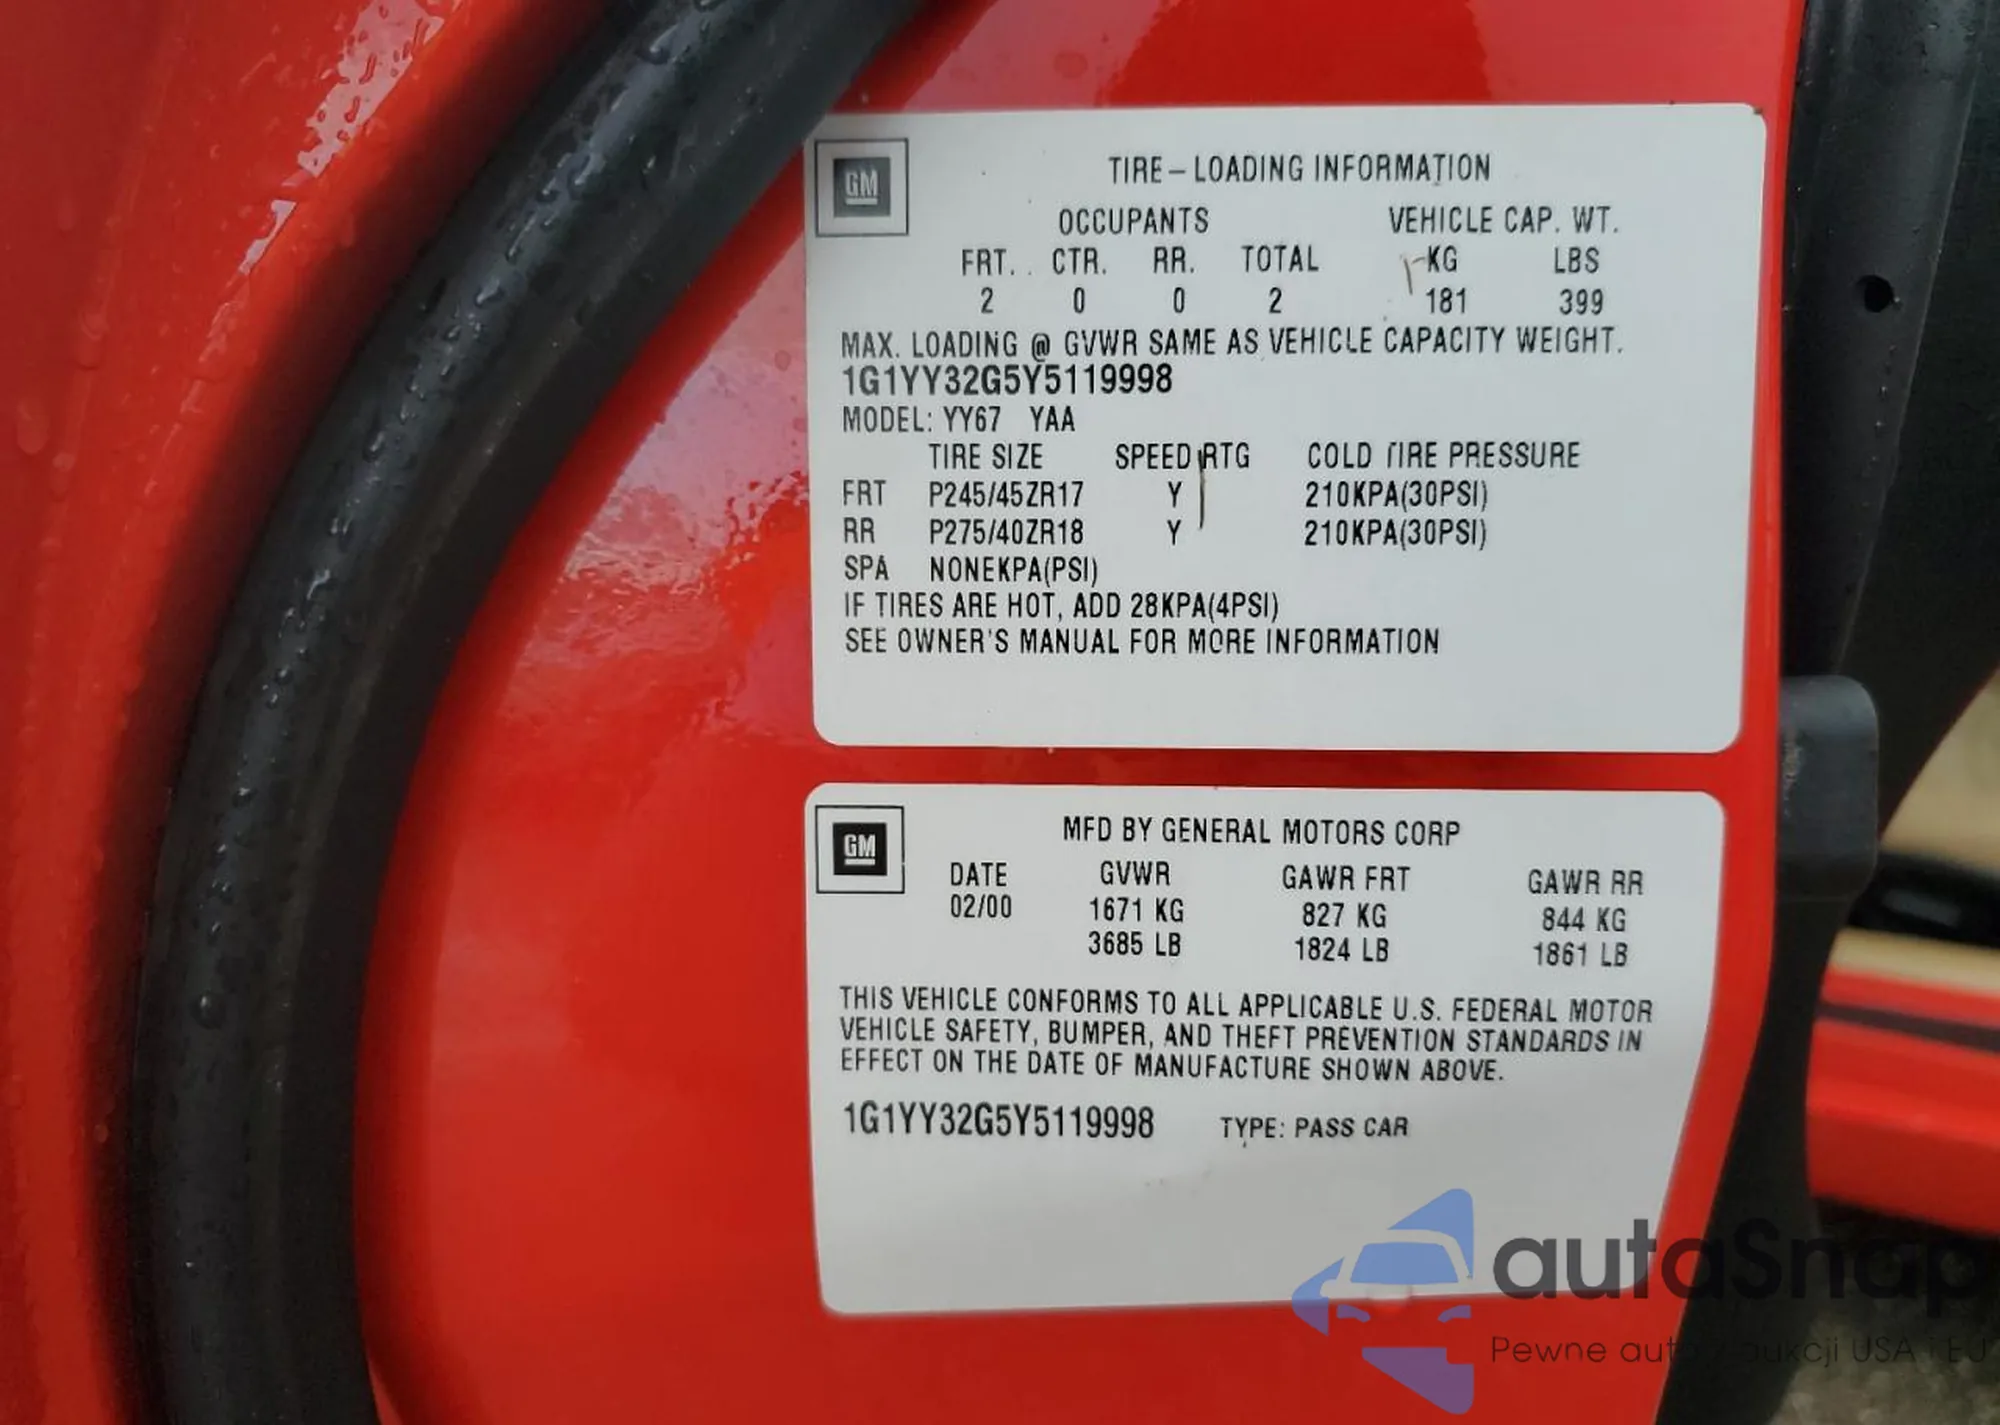 GM
TIRE – LOADING INFORMATION
OCCUPANTS VEHICLE CAP. WT.
FRT. CTR. RR. TOTAL KG LBS
2 0 0 2 181 399
MAX. LOADING @ GVWR SAME AS VEHICLE CAPACITY WEIGHT.
1G1YY32G5Y5119998
MODEL: YY67 YAA
TIRE SIZE SPEED RTG COLD TIRE PRESSURE
FRT P245/45ZR17 Y 210KPA(30PSI)
RR P275/40ZR18 Y 210KPA(30PSI)
SPA NONEKPA(PSI)
IF TIRES ARE HOT, ADD 28KPA(4PSI)
SEE OWNER'S MANUAL FOR MORE INFORMATION
GM
MFD BY GENERAL MOTORS CORP
DATE GVWR GAWR FRT GAWR RR
02/00 1671 KG 827 KG 844 KG
3685 LB 1824 LB 1861 LB
THIS VEHICLE CONFORMS TO ALL APPLICABLE U.S. FEDERAL MOTOR
VEHICLE SAFETY, BUMPER, AND THEFT PREVENTION STANDARDS IN
EFFECT ON THE DATE OF MANUFACTURE SHOWN ABOVE.
1G1YY32G5Y5119998 TYPE: PASS CAR
autaSnap
Pewne auta z aukcji USA i EU